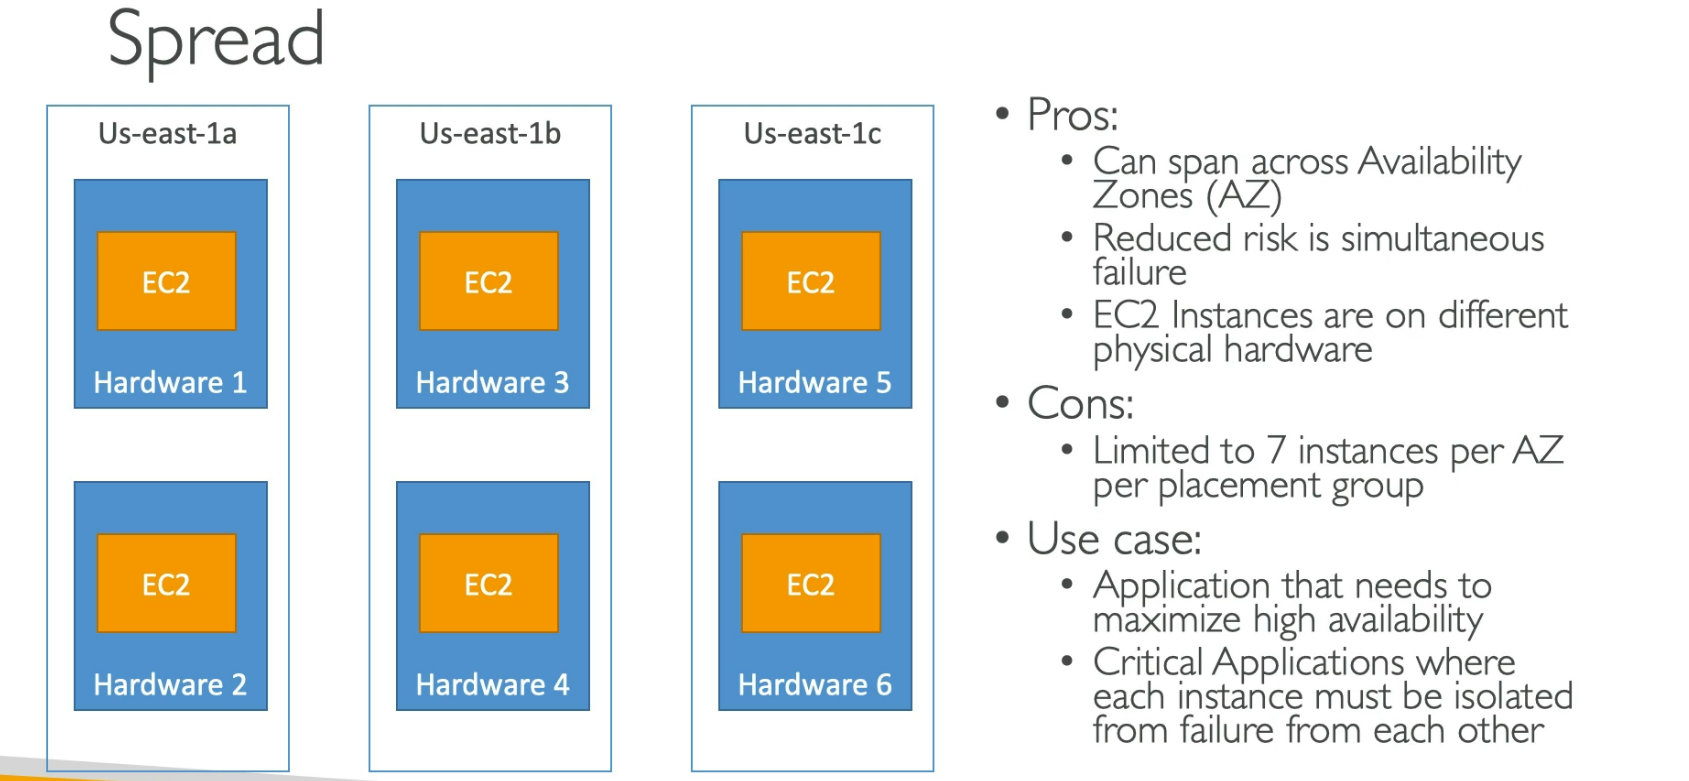 Spread
Us-east-1a
EC2
Hardware 1
EC2
Hardware 2
Us-east-1b
EC2
Hardware 3
EC2
Hardware 4
Us-east-1c
EC2
Hardware 5
EC2
Hardware 6
• Pros:
• Can span across Availability
Zones (AZ)
• Reduced risk is simultaneous
failure
• EC2 Instances are on different
physical hardware
• Cons:
• Limited to 7 instances per AZ
per placement group
• Use case:
• Application that needs to
maximize high availability
• Critical Applications where
each instance must be isolated
from failure from each other